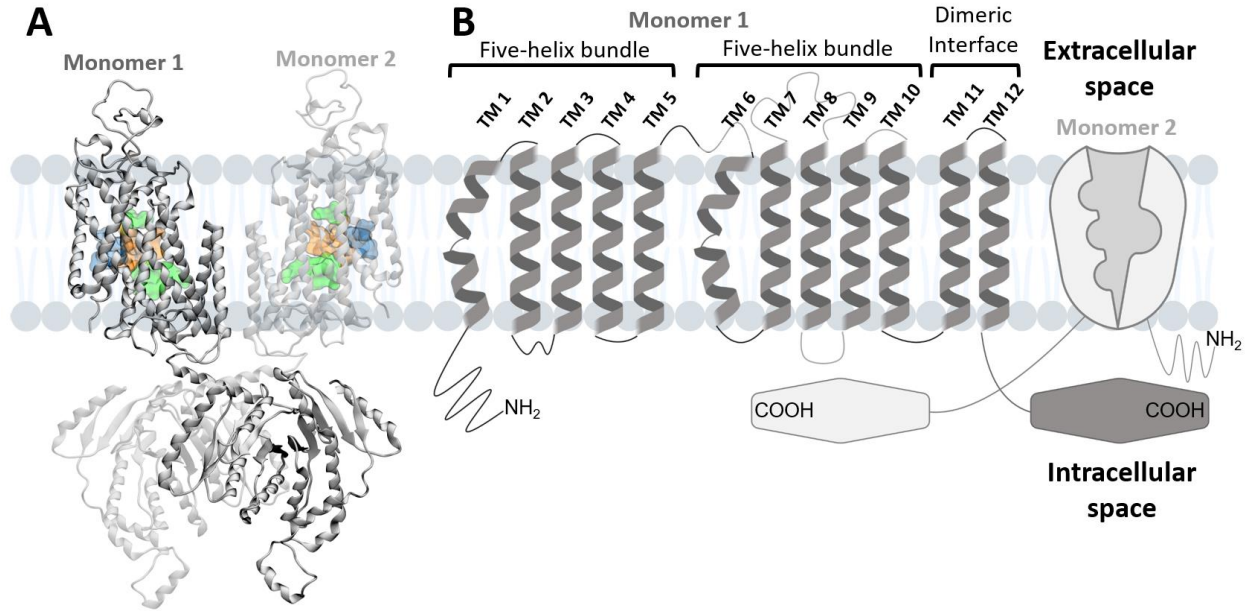 A
Monomer 1
Monomer 2
B
Monomer 1
Five-helix bundle
Five-helix bundle
Dimeric
Interface
Extracellular
space
TM 1
TM 2
TM 3
TM 4
TM 5
TM 6
TM 7
TM 8
TM 9
TM 10
TM 11
TM 12
Monomer 2
NH2
NH2
COOH
COOH
Intracellular
space